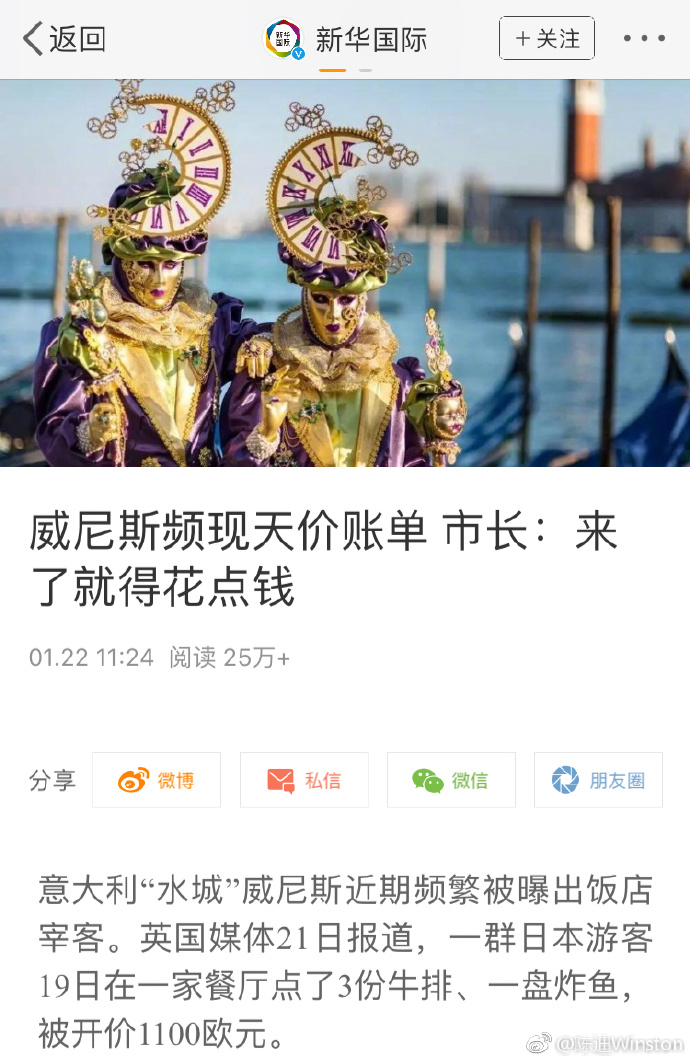 返回
新华国际
新华国际
+ 关注
威尼斯频现天价账单 市长：来
了就得花点钱
01.22 11:24 阅读 25万+
分享
微博
私信
微信
朋友圈
意大利“水城”威尼斯近期频繁被曝出饭店
宰客。英国媒体21日报道，一群日本游客
19日在一家餐厅点了3份牛排、一盘炸鱼，
被开价1100欧元。
@陈迪Winston